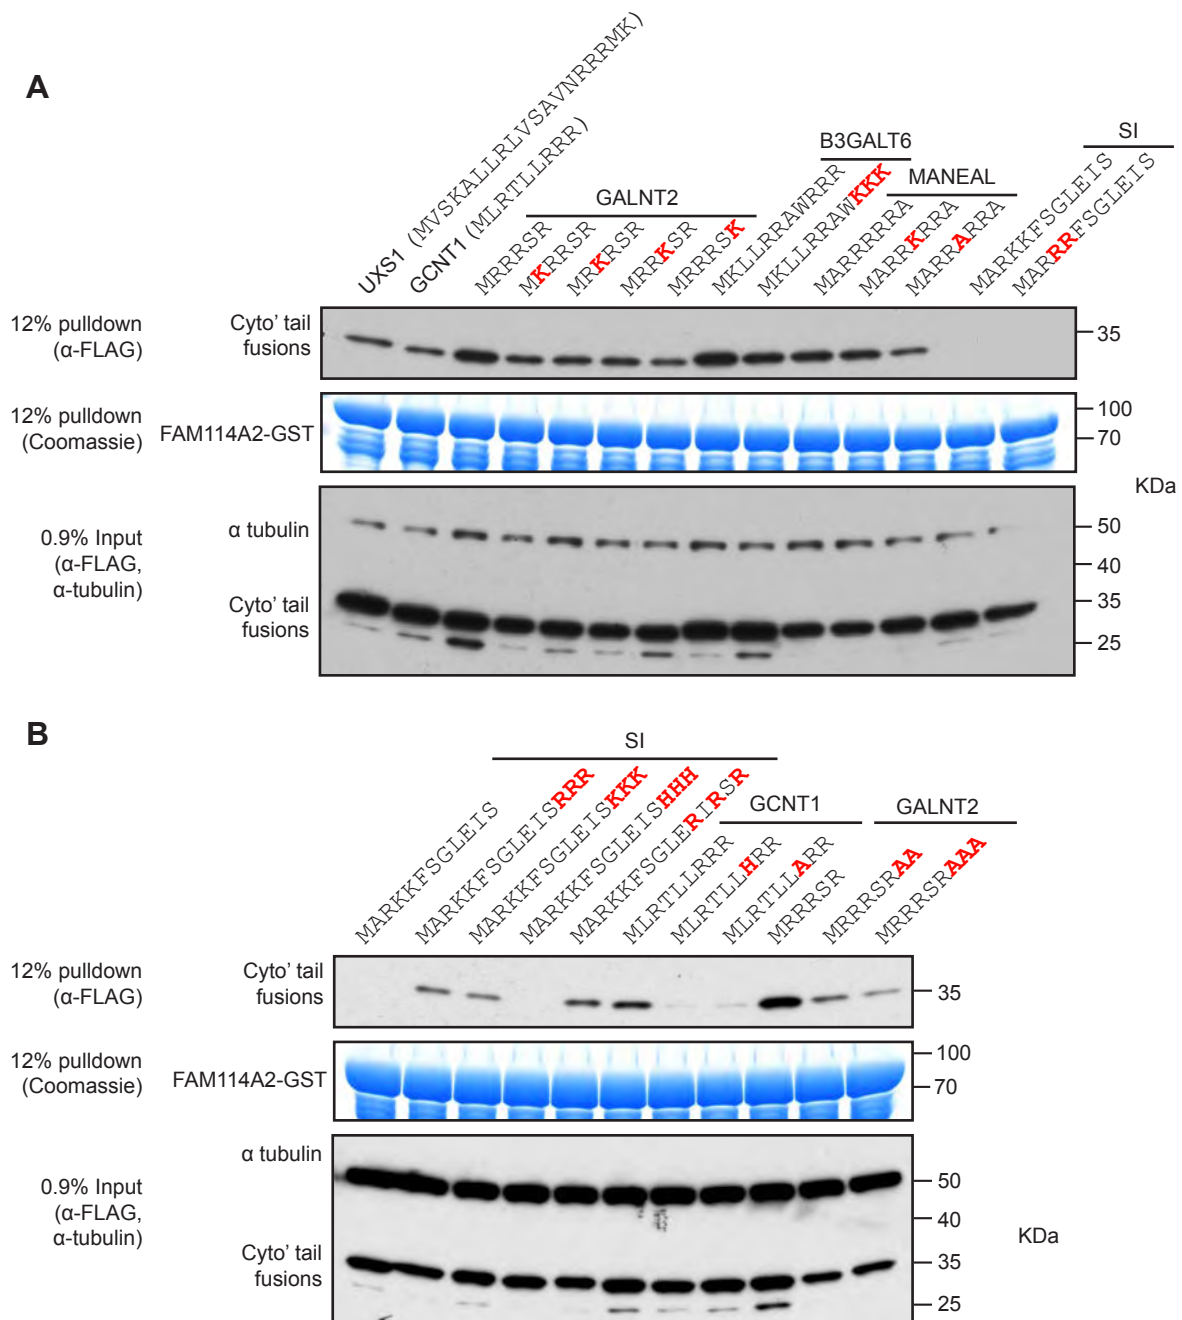 A
UXS1 (MVSKALLRLVSAVNRRRMK)
GCNT1 (MLRTLLRRR)
GALNT2
MRRRSR
MKRRSR
MRKRSR
MRRKSR
MRRRSK
B3GALT6
MKLLRRAWRRR
MKLLRRAWKKK
MANEAL
MARRRRRA
MARRKRRA
MARRARRA
SI
MARKKFSGLEIS
MARRRFSGLEIS
12% pulldown
(α-FLAG)
Cyto’ tail
fusions
35
12% pulldown
(Coomassie)
FAM114A2-GST
100
70
KDa
0.9% Input
(α-FLAG,
α-tubulin)
α tubulin
Cyto’ tail
fusions
50
40
35
25
B
SI
MARKKFSGLEIS
MARKKFSGLEISRRR
MARKKFSGLEISKKK
MARKKFSGLEISHHH
MARKKFSGLERIRSR
GCNT1
MLRTLLRRR
MLRTLLHRR
MLRTLLARR
GALNT2
MRRRSR
MRRRSRAA
MRRRSRAAA
12% pulldown
(α-FLAG)
Cyto’ tail
fusions
35
12% pulldown
(Coomassie)
FAM114A2-GST
100
70
0.9% Input
(α-FLAG,
α-tubulin)
α tubulin
Cyto’ tail
fusions
50
40
35
25
KDa